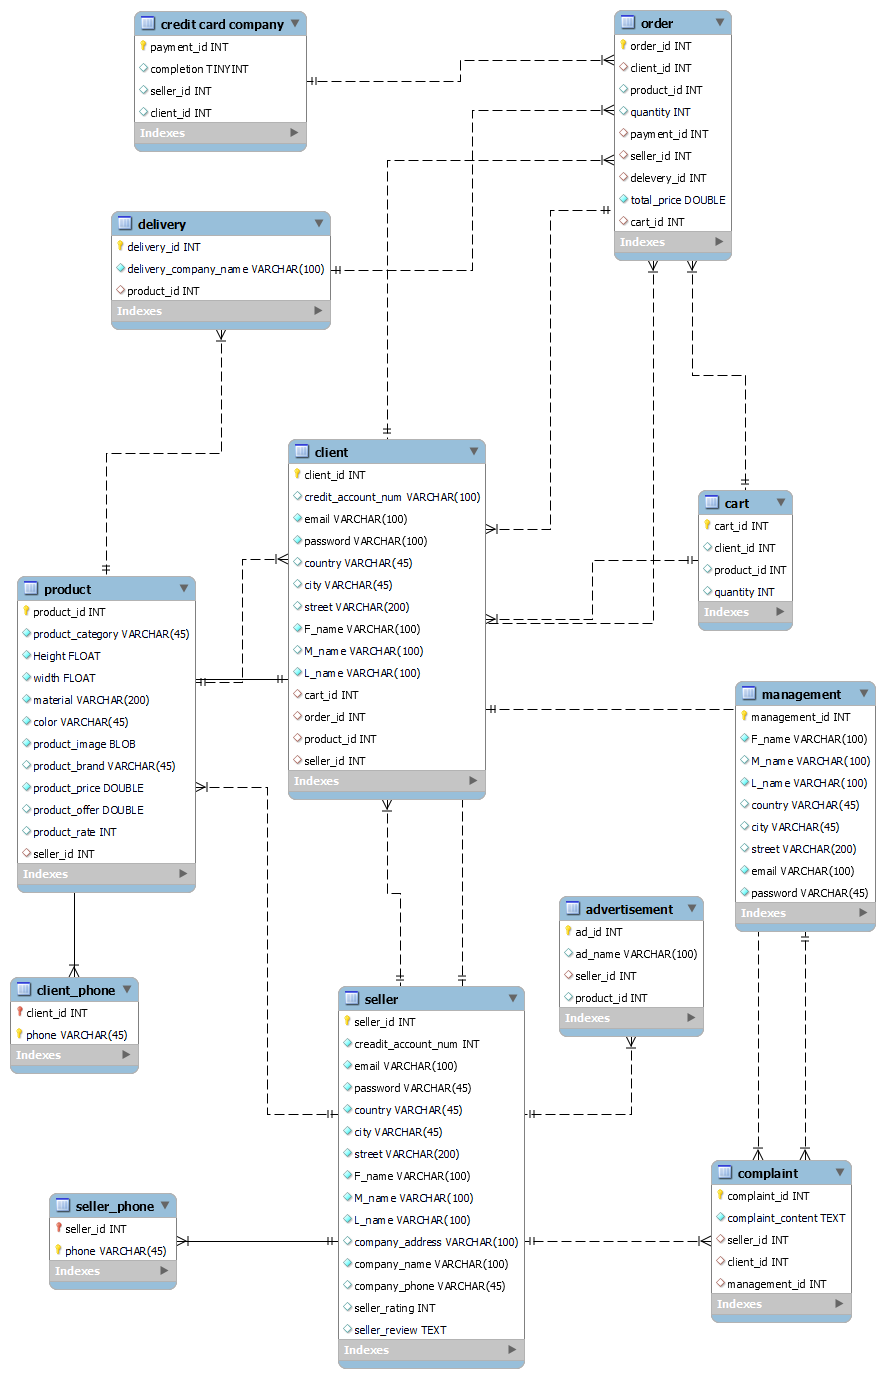 credit card company
payment_id INT
completion TINYINT
seller_id INT
client_id INT
Indexes
order
order_id INT
client_id INT
product_id INT
quantity INT
payment_id INT
seller_id INT
delevery_id INT
total_price DOUBLE
cart_id INT
Indexes
delivery
delivery_id INT
delivery_company_name VARCHAR(100)
product_id INT
Indexes
client
client_id INT
credit_account_num VARCHAR(100)
email VARCHAR(100)
password VARCHAR(100)
country VARCHAR(45)
city VARCHAR(45)
street VARCHAR(200)
F_name VARCHAR(100)
M_name VARCHAR(100)
L_name VARCHAR(100)
cart_id INT
order_id INT
product_id INT
seller_id INT
Indexes
cart
cart_id INT
client_id INT
product_id INT
quantity INT
Indexes
product
product_id INT
product_category VARCHAR(45)
Height FLOAT
width FLOAT
material VARCHAR(200)
color VARCHAR(45)
product_image BLOB
product_brand VARCHAR(45)
product_price DOUBLE
product_offer DOUBLE
product_rate INT
seller_id INT
Indexes
management
management_id INT
F_name VARCHAR(100)
M_name VARCHAR(100)
L_name VARCHAR(100)
country VARCHAR(45)
city VARCHAR(45)
street VARCHAR(200)
email VARCHAR(100)
password VARCHAR(45)
Indexes
advertisement
ad_id INT
ad_name VARCHAR(100)
seller_id INT
product_id INT
Indexes
client_phone
client_id INT
phone VARCHAR(45)
Indexes
seller
seller_id INT
creadit_account_num INT
email VARCHAR(100)
password VARCHAR(45)
country VARCHAR(45)
city VARCHAR(45)
street VARCHAR(200)
F_name VARCHAR(100)
M_name VARCHAR(100)
L_name VARCHAR(100)
company_address VARCHAR(100)
company_name VARCHAR(100)
company_phone VARCHAR(45)
seller_rating INT
seller_review TEXT
Indexes
seller_phone
seller_id INT
phone VARCHAR(45)
Indexes
complaint
complaint_id INT
complaint_content TEXT
seller_id INT
client_id INT
management_id INT
Indexes